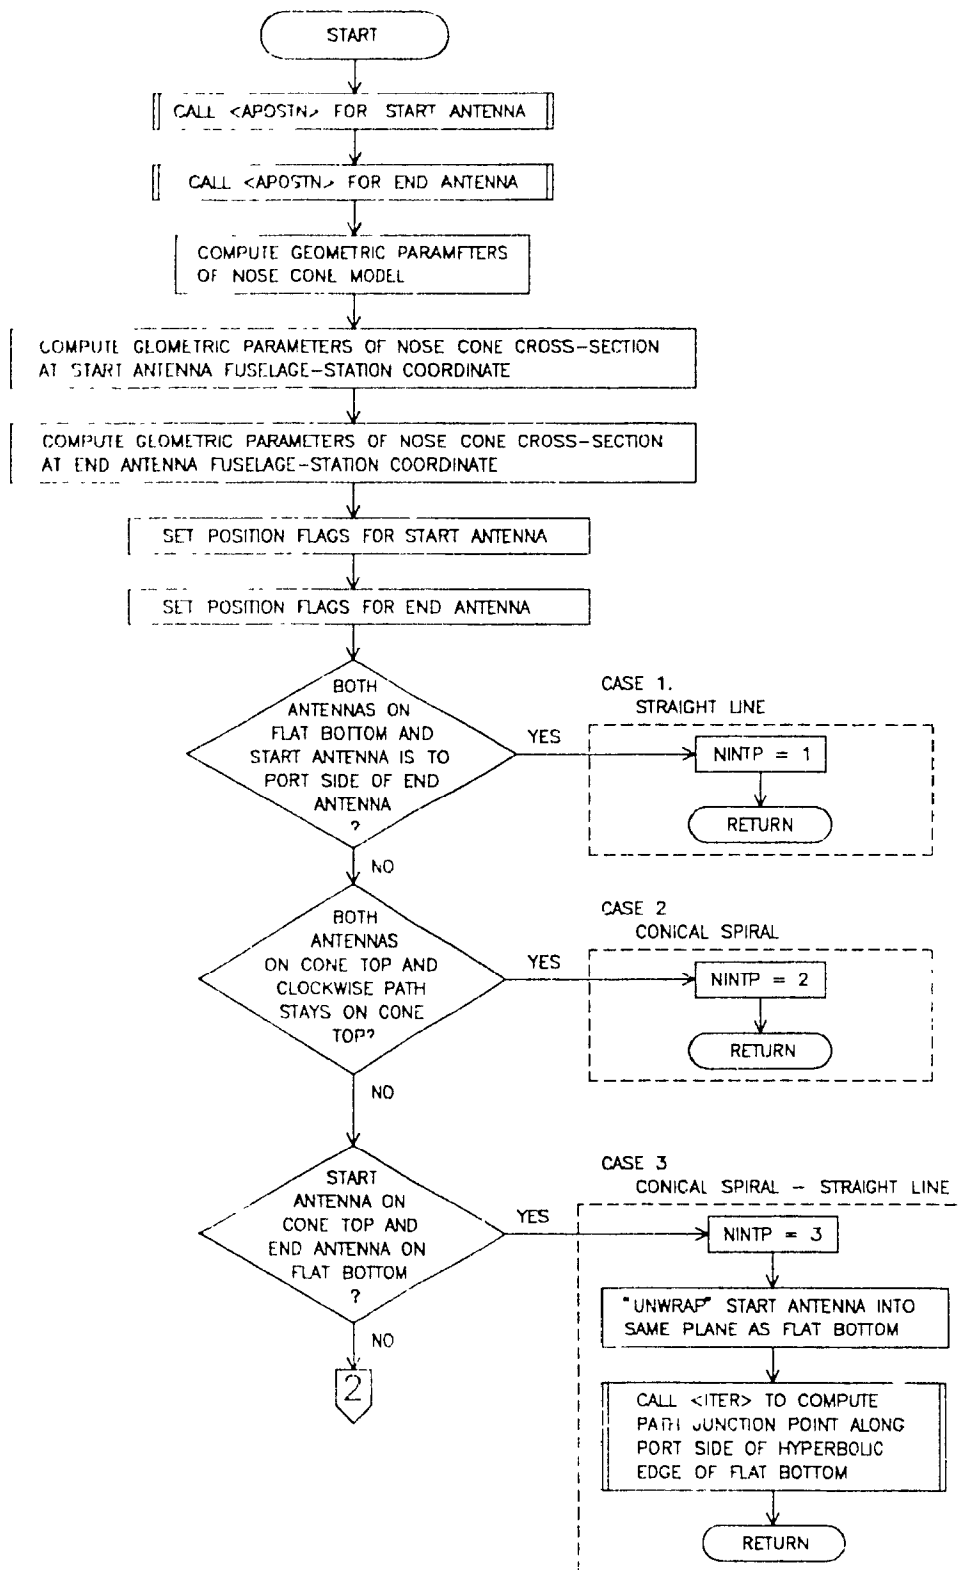 START
CALL <APOSTN> FOR START ANTENNA
CALL <APOSTN> FOR END ANTENNA
COMPUTE GEOMETRIC PARAMETERS
OF NOSE CONE MODEL
COMPUTE GEOMETRIC PARAMETERS OF NOSE CONE CROSS-SECTION
AT START ANTENNA FUSELAGE-STATION COORDINATE
COMPUTE GEOMETRIC PARAMETERS OF NOSE CONE CROSS-SECTION
AT END ANTENNA FUSELAGE-STATION COORDINATE
SET POSITION FLAGS FOR START ANTENNA
SET POSITION FLAGS FOR END ANTENNA
BOTH
ANTENNAS ON
FLAT BOTTOM AND
START ANTENNA IS TO
PORT SIDE OF END
ANTENNA
?
YES
NO
CASE 1.
STRAIGHT LINE
NINTP = 1
RETURN
BOTH
ANTENNAS
ON CONE TOP AND
CLOCKWISE PATH
STAYS ON CONE
TOP?
YES
NO
CASE 2
CONICAL SPIRAL
NINTP = 2
RETURN
START
ANTENNA ON
CONE TOP AND
END ANTENNA ON
FLAT BOTTOM
?
YES
NO
2
CASE 3
CONICAL SPIRAL - STRAIGHT LINE
NINTP = 3
"UNWRAP" START ANTENNA INTO
SAME PLANE AS FLAT BOTTOM
CALL <ITER> TO COMPUTE
PATH JUNCTION POINT ALONG
PORT SIDE OF HYPERBOLIC
EDGE OF FLAT BOTTOM
RETURN